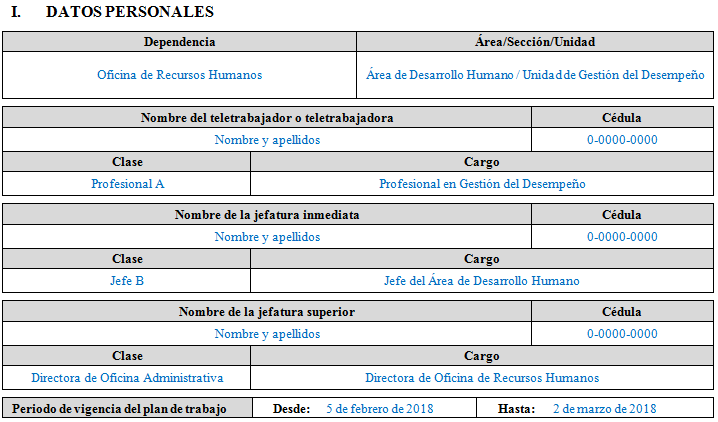 I. DATOS PERSONALES
Dependencia Área/Sección/Unidad
Oficina de Recursos Humanos Área de Desarrollo Humano / Unidad de Gestión del Desempeño
Nombre del teletrabajador o teletrabajadora Cédula
Nombre y apellidos 0-0000-0000
Clase Cargo
Profesional A Profesional en Gestión del Desempeño
Nombre de la jefatura inmediata Cédula
Nombre y apellidos 0-0000-0000
Clase Cargo
Jefe B Jefe del Área de Desarrollo Humano
Nombre de la jefatura superior Cédula
Nombre y apellidos 0-0000-0000
Clase Cargo
Directora de Oficina Administrativa Directora de Oficina de Recursos Humanos
Periodo de vigencia del plan de trabajo Desde: 5 de febrero de 2018 Hasta: 2 de marzo de 2018